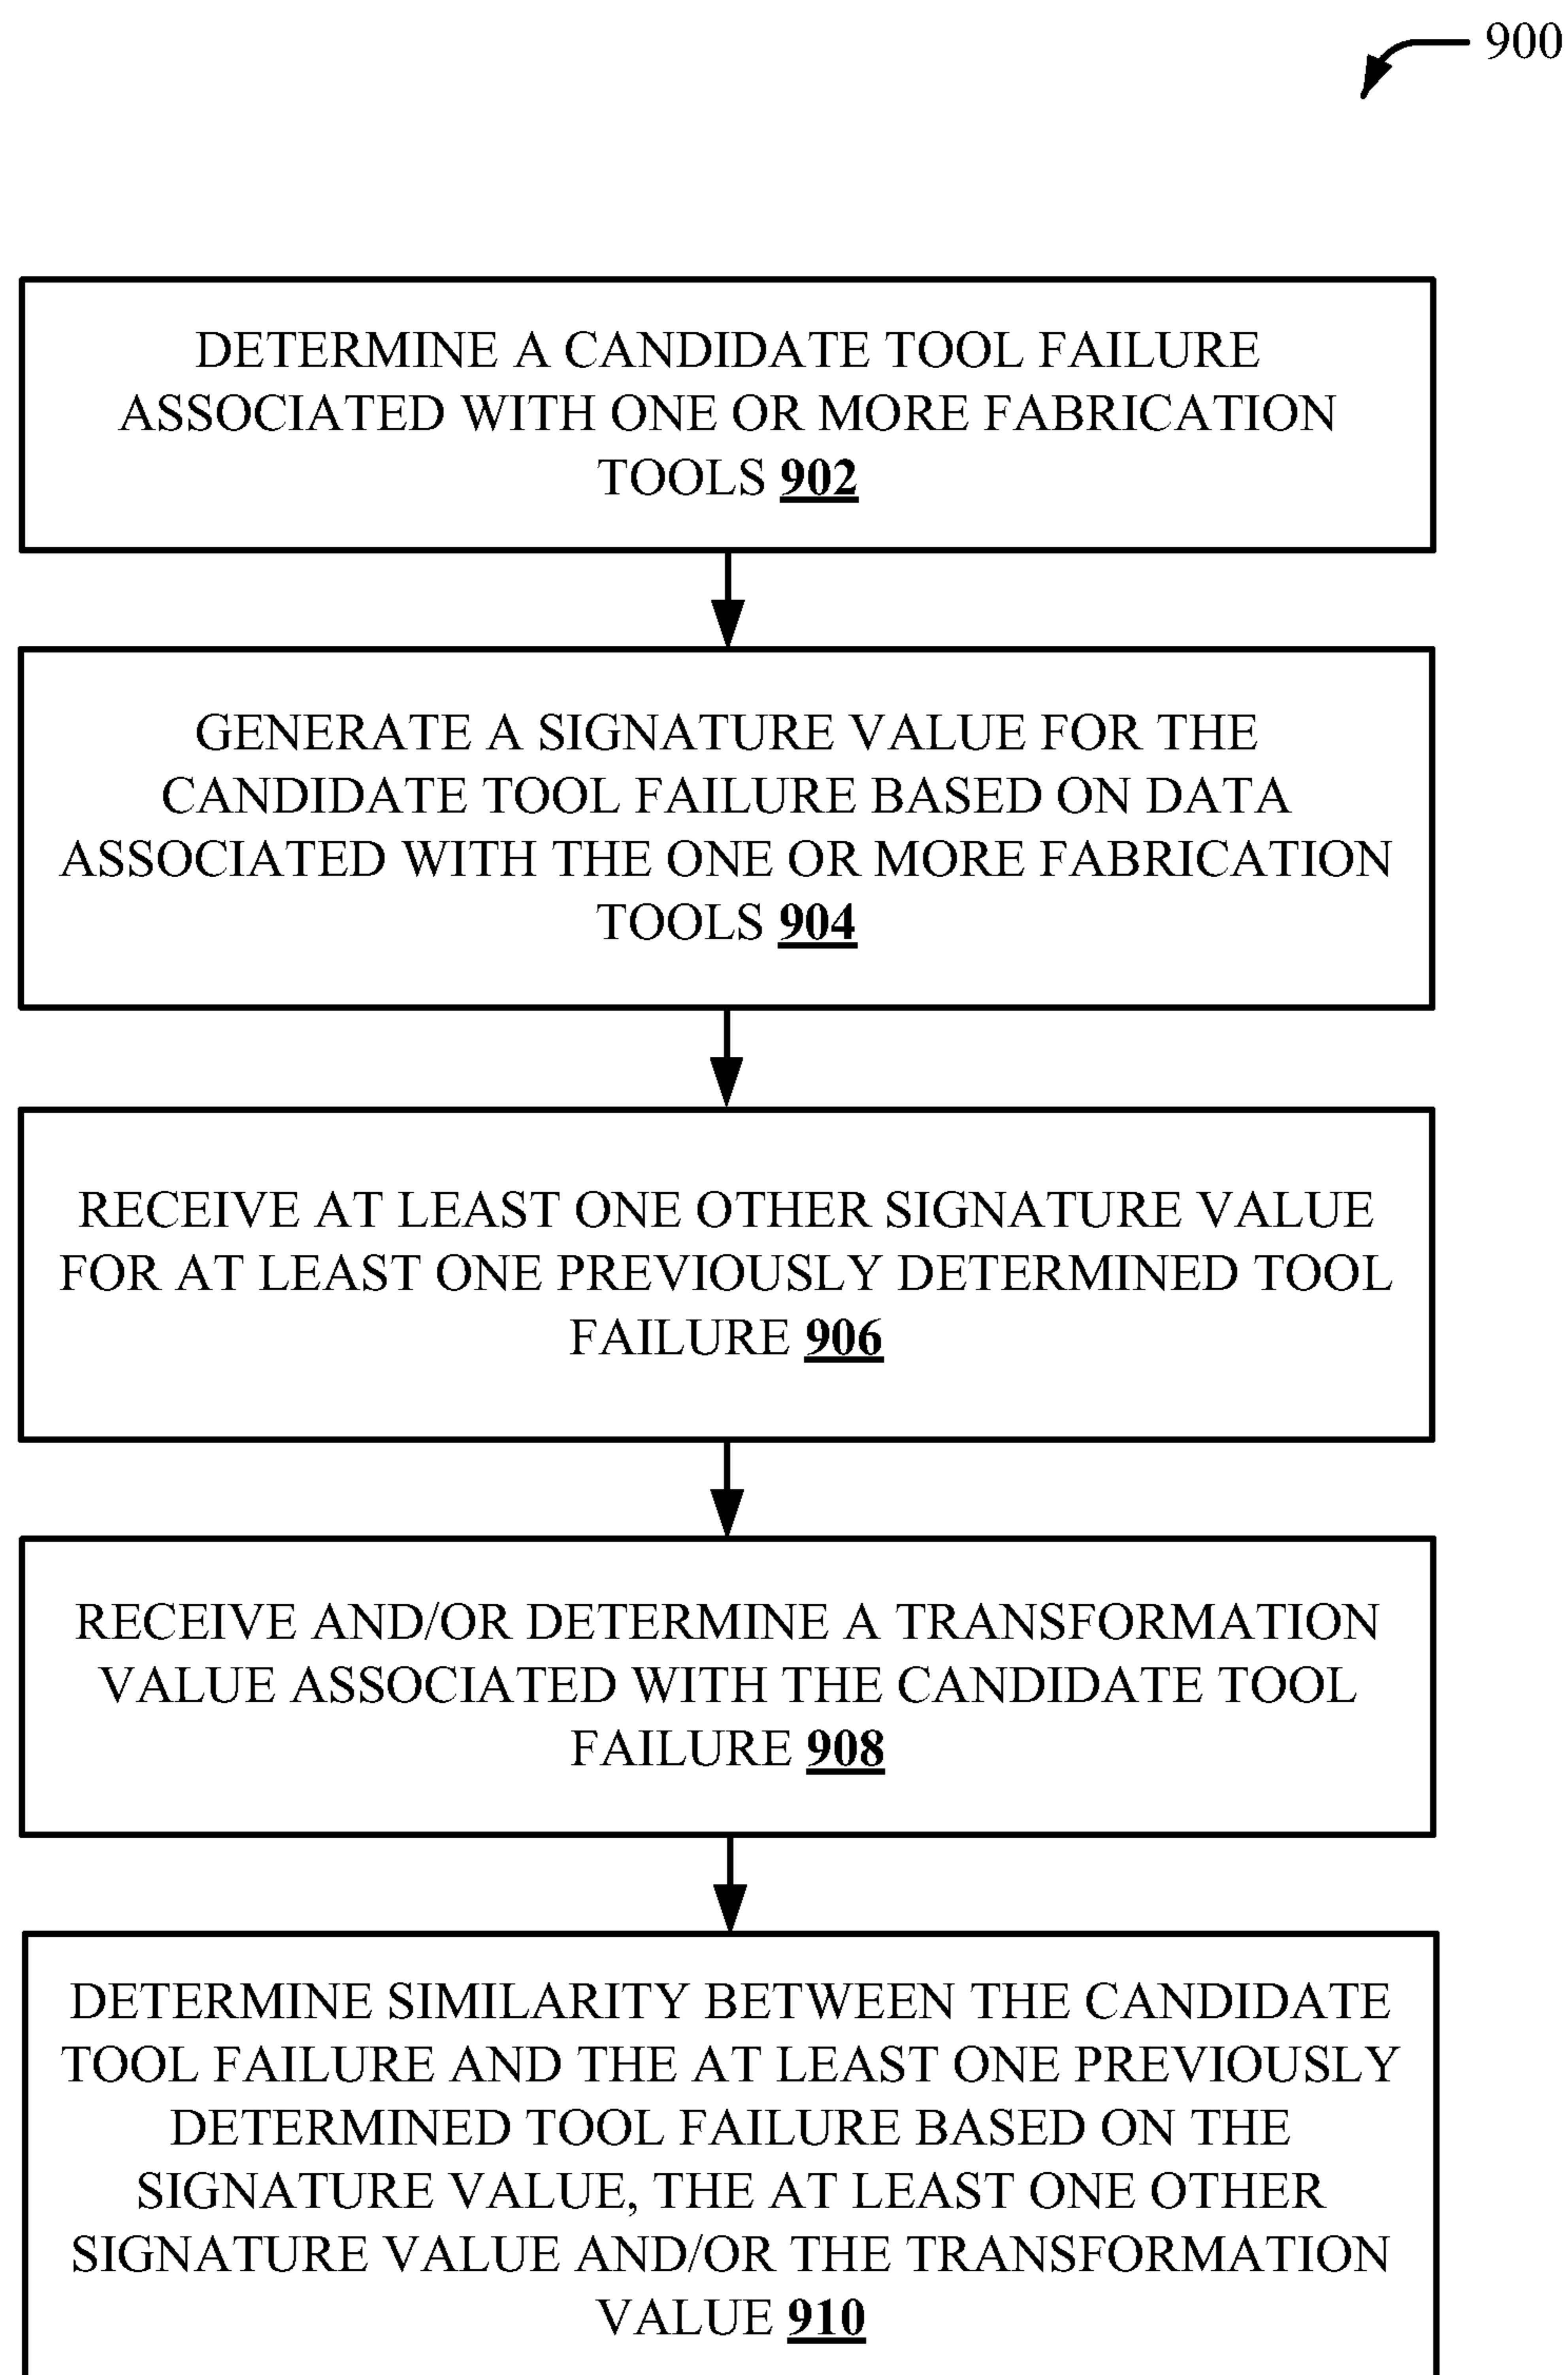 900
DETERMINE A CANDIDATE TOOL FAILURE
ASSOCIATED WITH ONE OR MORE FABRICATION
TOOLS 902
GENERATE A SIGNATURE VALUE FOR THE
CANDIDATE TOOL FAILURE BASED ON DATA
ASSOCIATED WITH THE ONE OR MORE FABRICATION
TOOLS 904
RECEIVE AT LEAST ONE OTHER SIGNATURE VALUE
FOR AT LEAST ONE PREVIOUSLY DETERMINED TOOL
FAILURE 906
RECEIVE AND/OR DETERMINE A TRANSFORMATION
VALUE ASSOCIATED WITH THE CANDIDATE TOOL
FAILURE 908
DETERMINE SIMILARITY BETWEEN THE CANDIDATE
TOOL FAILURE AND THE AT LEAST ONE PREVIOUSLY
DETERMINED TOOL FAILURE BASED ON THE
SIGNATURE VALUE, THE AT LEAST ONE OTHER
SIGNATURE VALUE AND/OR THE TRANSFORMATION
VALUE 910